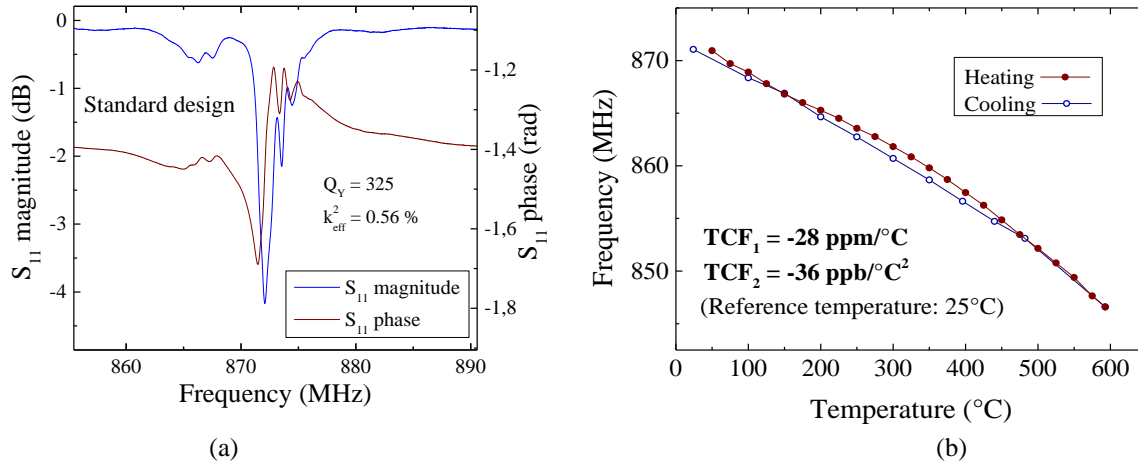 0
-1
-2
-3
-4
S11 magnitude (dB)
860
870
880
890
Frequency (MHz)
-1,2
-1,4
-1,6
-1,8
S11 phase (rad)
Standard design
QY = 325
k²eff = 0.56 %
S11 magnitude
S11 phase
(a)
870
860
850
Frequency (MHz)
0
100
200
300
400
500
600
Temperature (°C)
Heating
Cooling
TCF1 = -28 ppm/°C
TCF2 = -36 ppb/°C²
(Reference temperature: 25°C)
(b)